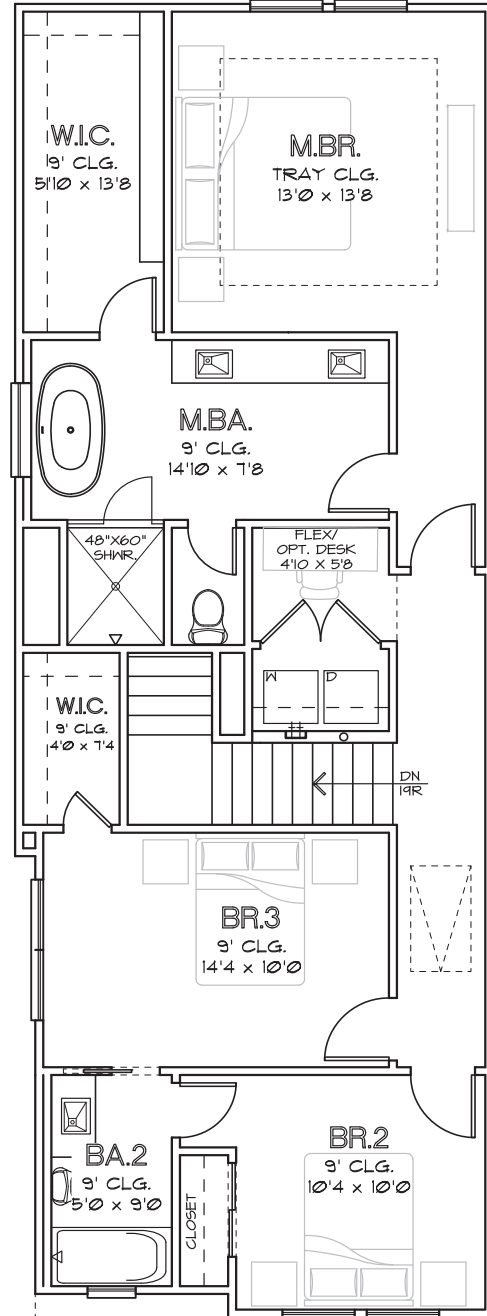 W.I.C.
9' CLG.
5'10 x 13'8
M.BR.
TRAY CLG.
13'0 x 13'8
M.BA.
9' CLG.
14'10 x 7'8
48"X60"
SHWR.
FLEX/
OPT. DESK
4'10 X 5'8
W.I.C.
9' CLG.
4'0 x 7'4
W
D
DN
19R
BR.3
9' CLG.
14'4 x 10'0
BA.2
9' CLG.
5'0 x 9'0
CLOSET
BR.2
9' CLG.
10'4 x 10'0